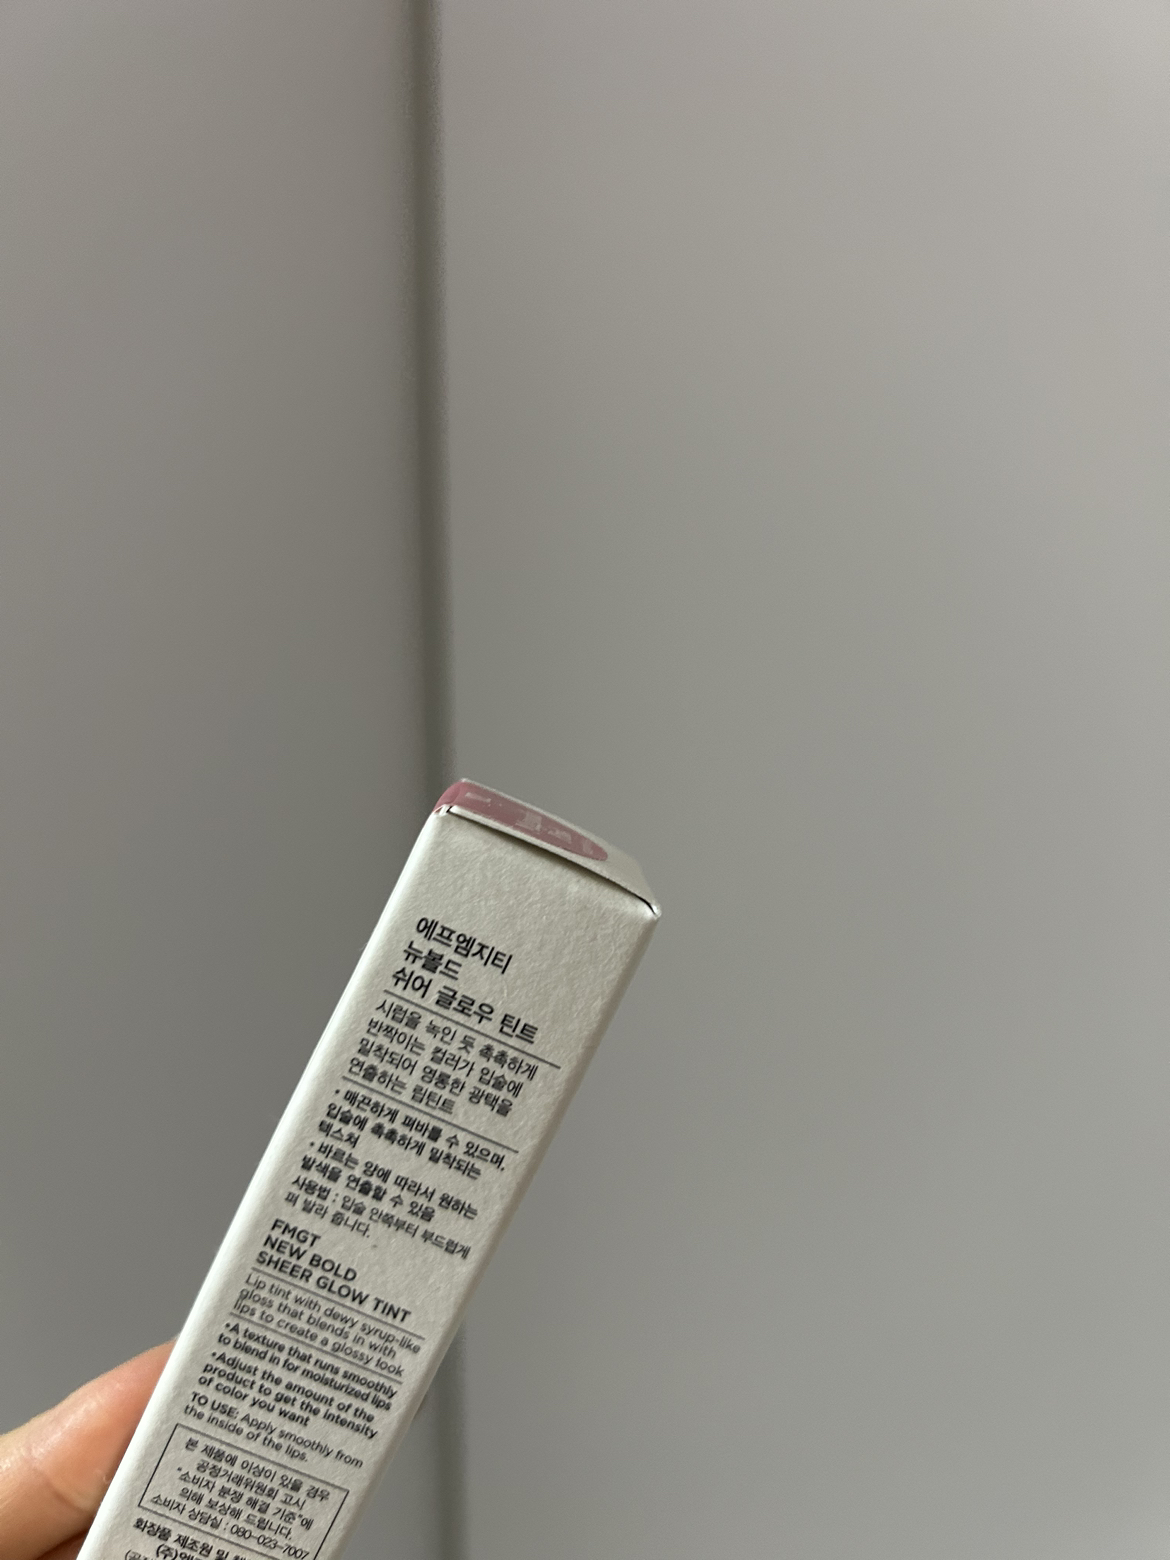 에프엠지티
뉴볼드
쉬어 글로우 틴트
시럽을 녹인 듯 촉촉하게
반짝이는 컬러가 입술에
밀착되어 영롱한 광택을
연출하는 립틴트
• 매끈하게 펴바를 수 있으며,
입술에 촉촉하게 밀착되는
텍스쳐
• 바르는 양에 따라서 원하는
발색을 연출할 수 있음
사용법 : 입술 안쪽부터 부드럽게
펴 발라 줍니다.
FMGT
NEW BOLD
SHEER GLOW TINT
Lip tint with dewy syrup-like
gloss that blends in with
lips to create a glossy look
•A texture that runs smoothly
to blend in for moisturized lips
•Adjust the amount of the
product to get the intensity
of color you want
TO USE: Apply smoothly from
the inside of the lips.
본 제품에 이상이 있을 경우
공정거래위원회 고시
"소비자 분쟁 해결 기준"에
의해 보상해 드립니다.
소비자 상담실 : 080-023-7007
화장품 제조원 및